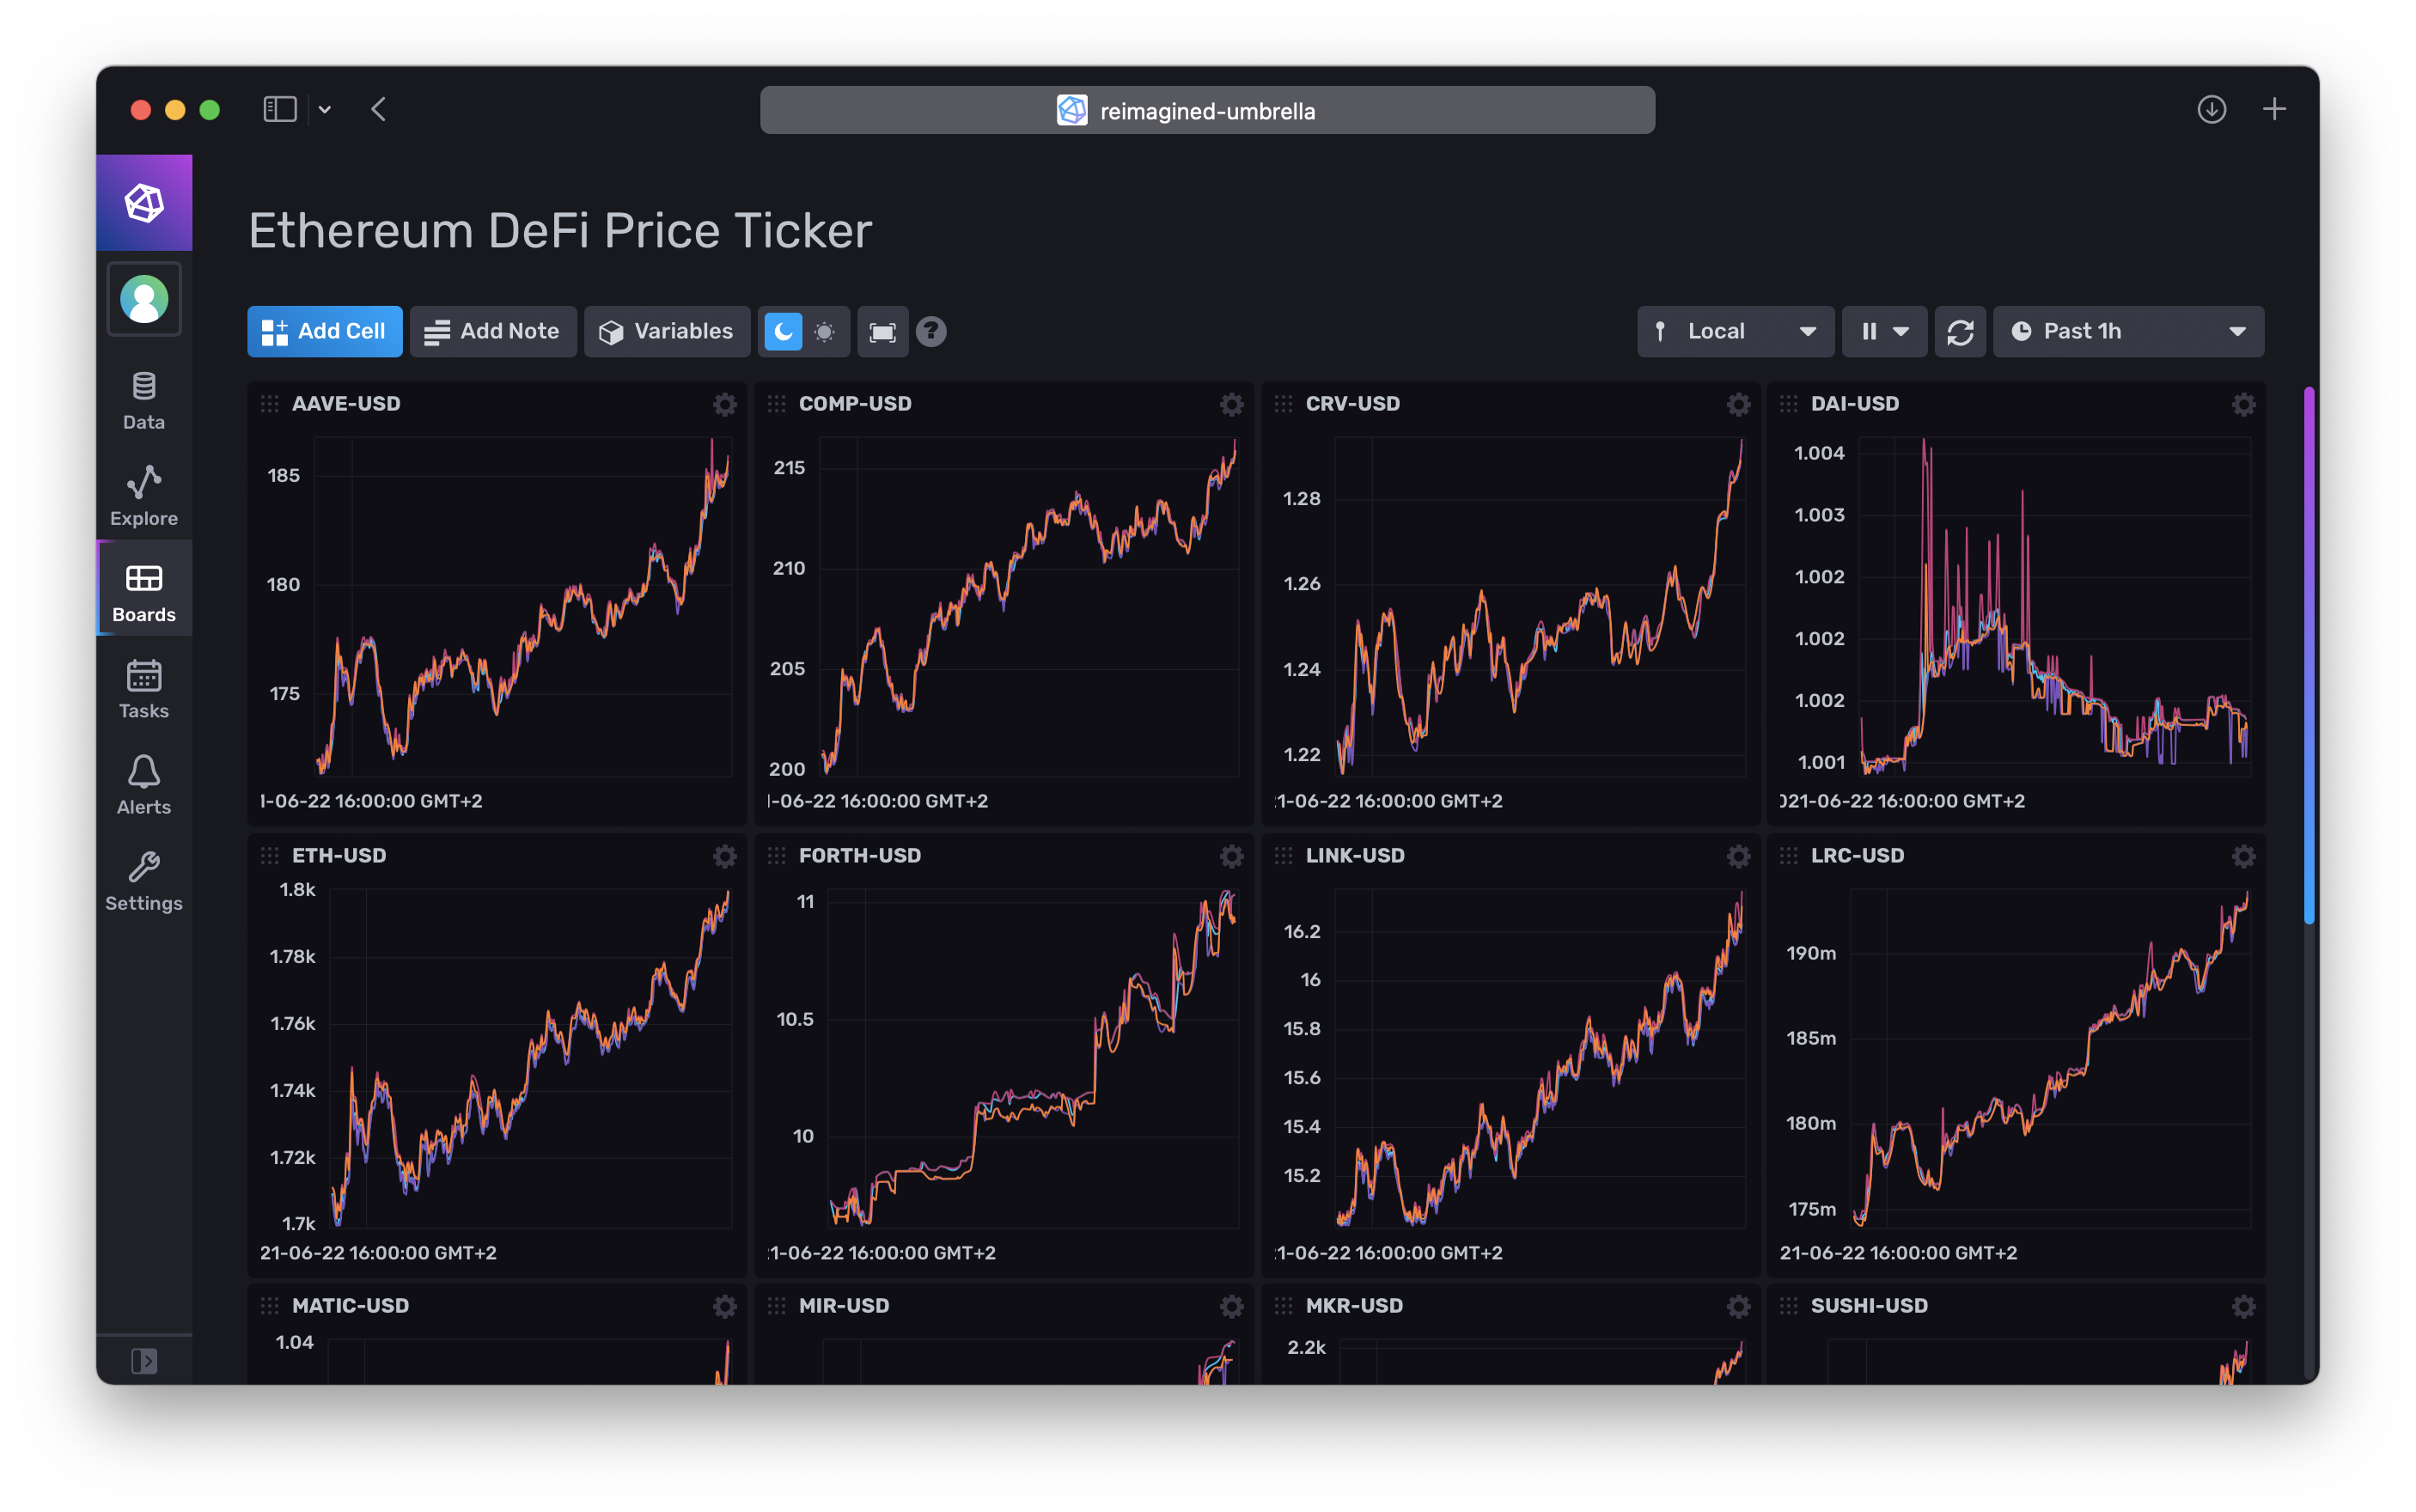 reimagined-umbrella
Ethereum DeFi Price Ticker
Add Cell Add Note Variables ? Local Past 1h
Data
Explore
Boards
Tasks
Alerts
Settings
AAVE-USD
185
180
175
1-06-22 16:00:00 GMT+2
COMP-USD
215
210
205
200
-06-22 16:00:00 GMT+2
CRV-USD
1.28
1.26
1.24
1.22
1-06-22 16:00:00 GMT+2
DAI-USD
1.004
1.003
1.002
1.002
1.002
1.001
021-06-22 16:00:00 GMT+2
ETH-USD
1.8k
1.78k
1.76k
1.74k
1.72k
1.7k
21-06-22 16:00:00 GMT+2
FORTH-USD
11
10.5
10
1-06-22 16:00:00 GMT+2
LINK-USD
16.2
16
15.8
15.6
15.4
15.2
1-06-22 16:00:00 GMT+2
LRC-USD
190m
185m
180m
175m
21-06-22 16:00:00 GMT+2
MATIC-USD
1.04
MIR-USD
MKR-USD
2.2k
SUSHI-USD